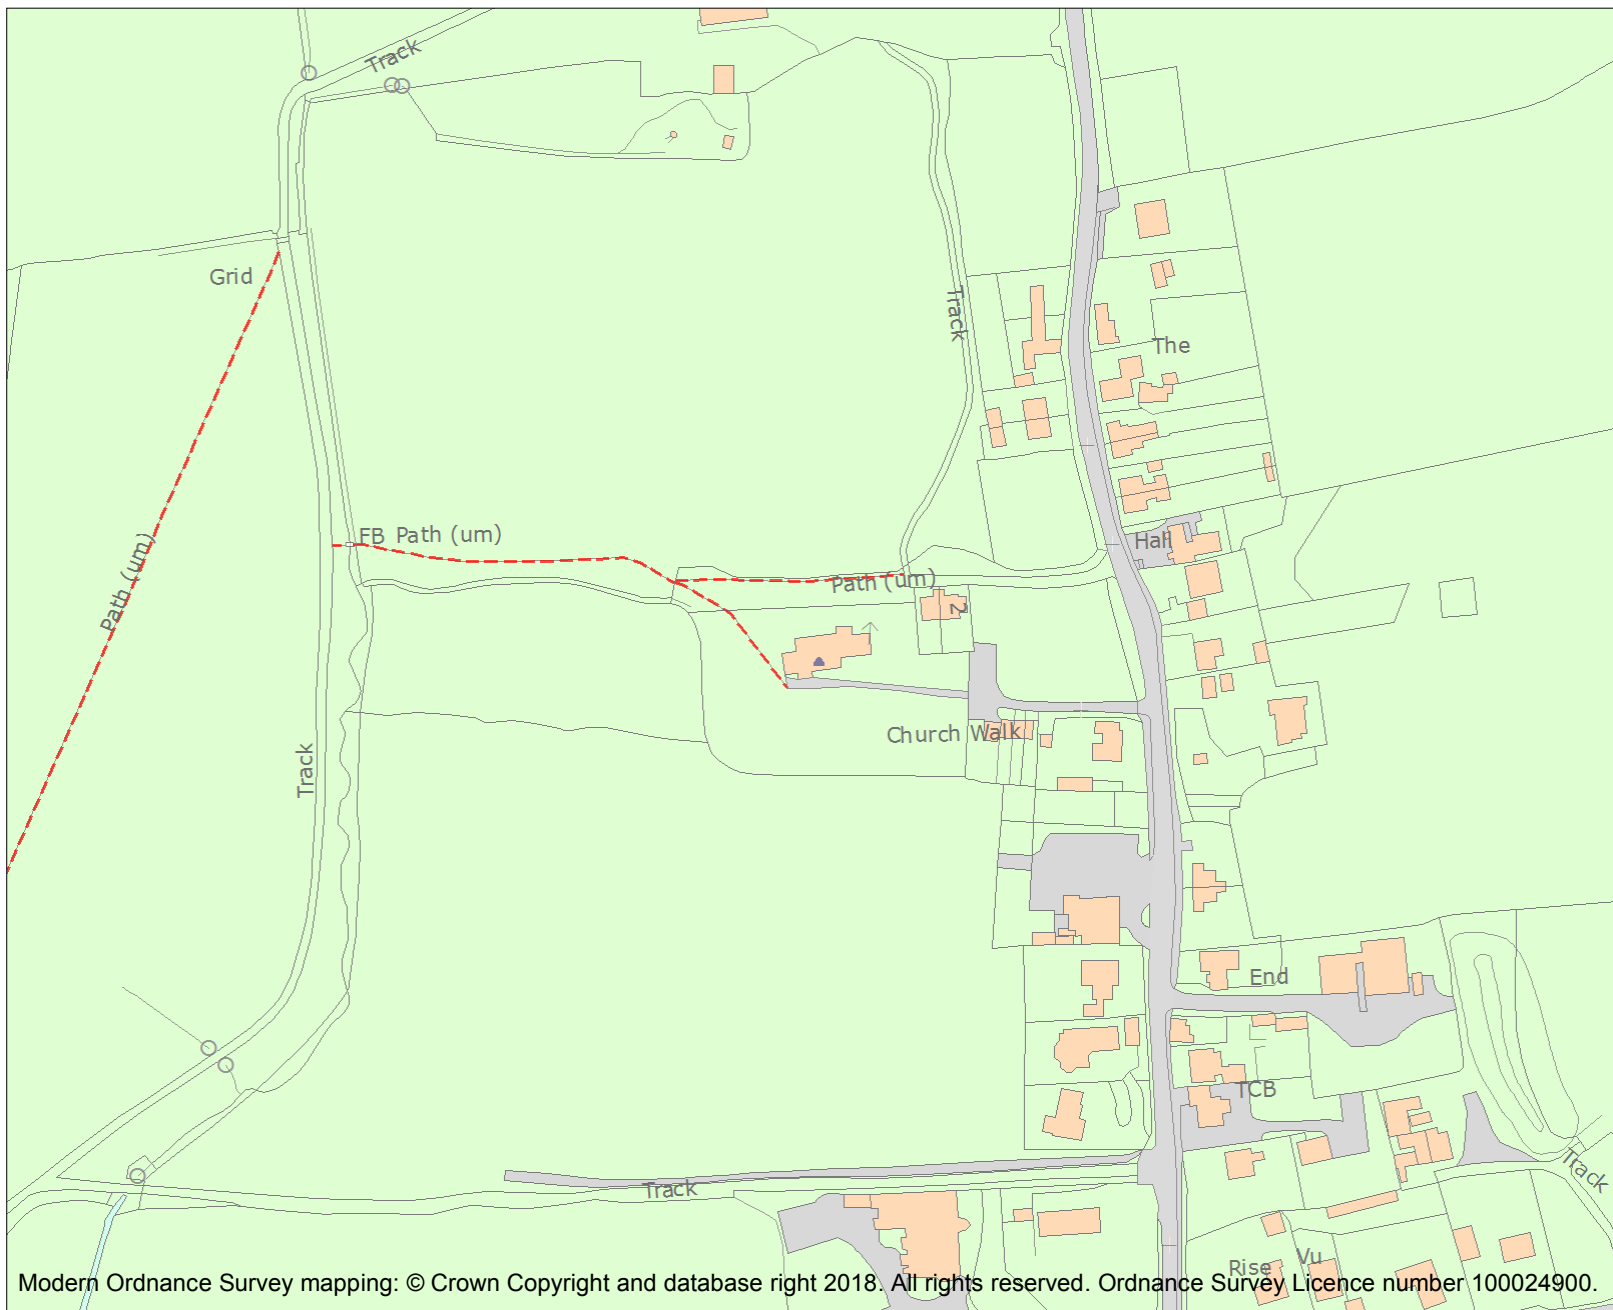 Track
Grid
Track
The
Path (um)
FB Path (um)
Hall
Path (um)
2
Church Walk
Track
End
TCB
Track
Track
Rise
Vu
Modern Ordnance Survey mapping: © Crown Copyright and database right 2018. All rights reserved. Ordnance Survey Licence number 100024900.